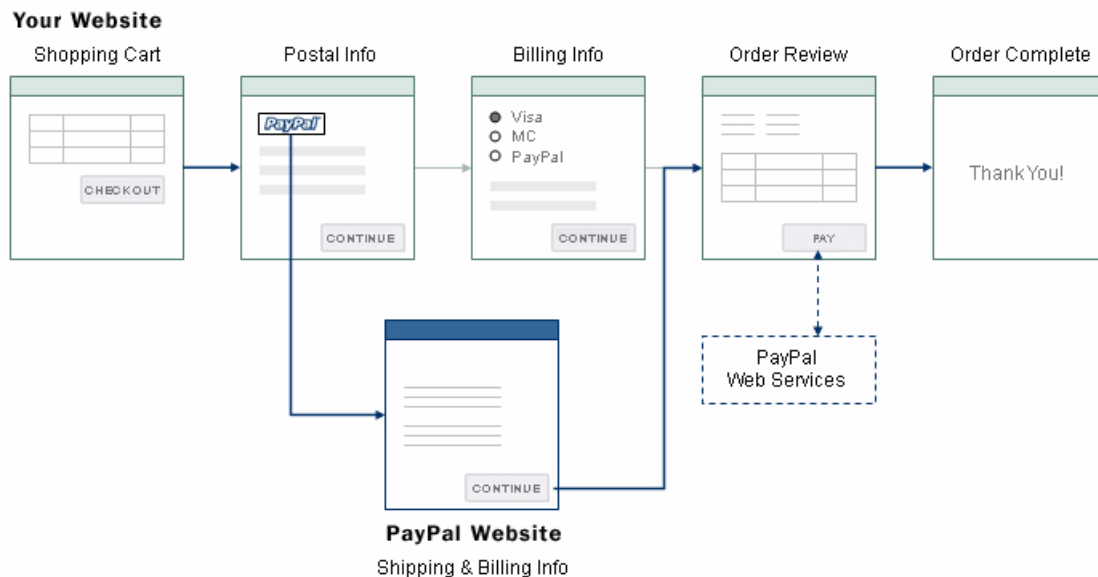 Your Website
Shopping Cart
Postal Info
Billing Info
Order Review
Order Complete
CHECKOUT
PayPal
CONTINUE
Visa
MC
PayPal
CONTINUE
PAY
Thank You!
PayPal
Web Services
CONTINUE
PayPal Website
Shipping & Billing Info